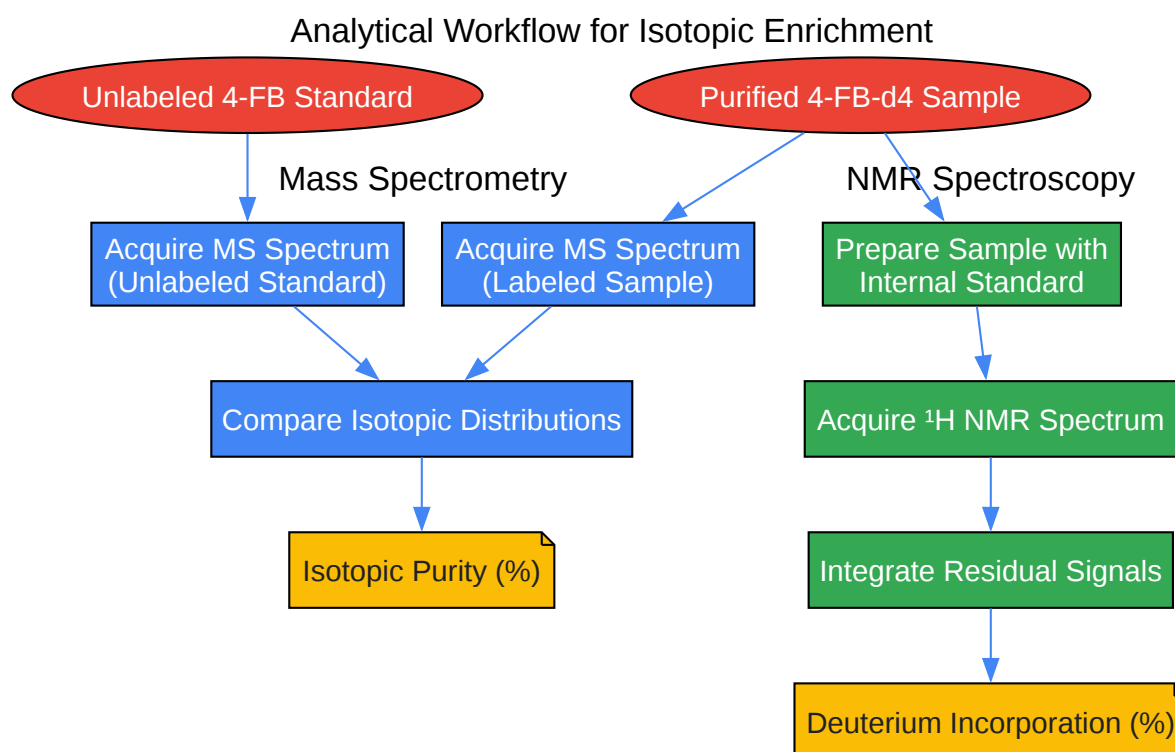 Analytical Workflow for Isotopic Enrichment
Unlabeled 4-FB Standard
Purified 4-FB-d4 Sample
Mass Spectrometry
NMR Spectroscopy
Acquire MS Spectrum
(Unlabeled Standard)
Acquire MS Spectrum
(Labeled Sample)
Prepare Sample with
Internal Standard
Compare Isotopic Distributions
Acquire ¹H NMR Spectrum
Isotopic Purity (%)
Integrate Residual Signals
Deuterium Incorporation (%)